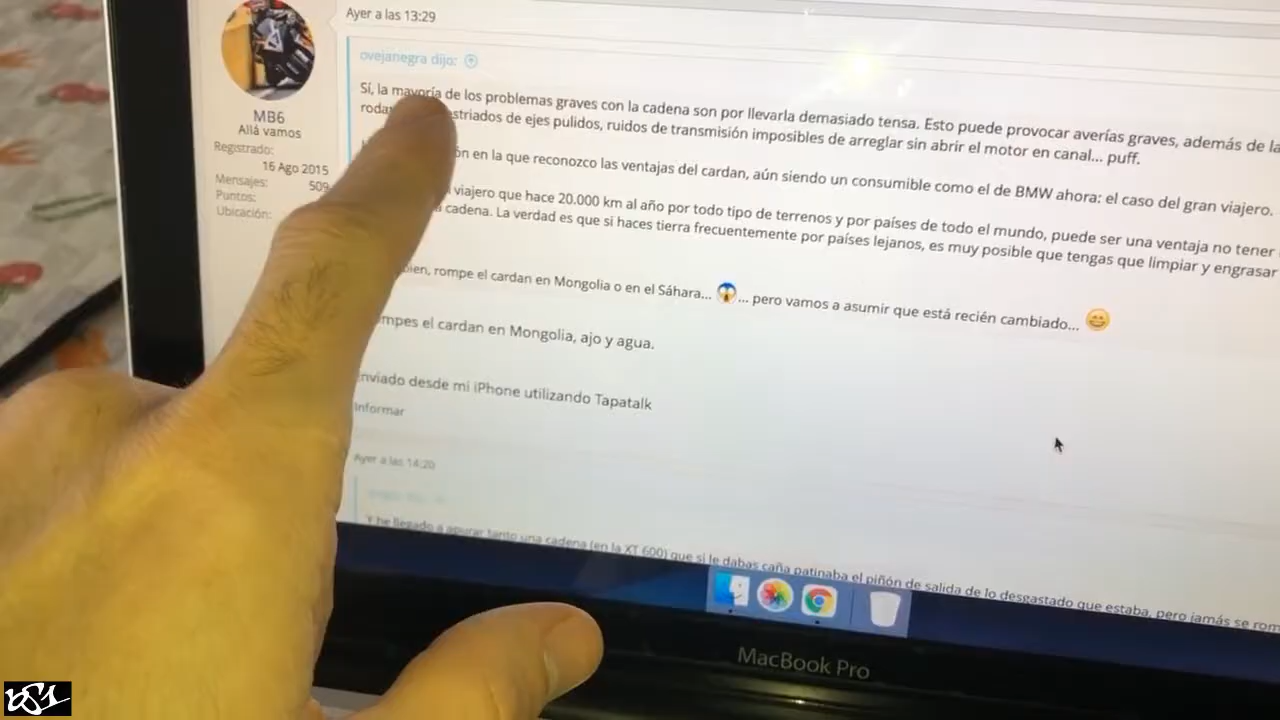 Ayer a las 13:29
ovejanegra dijo:
Sí, la mayoría de los problemas graves con la cadena son por llevarla demasiado tensa. Esto puede provocar averías graves, además de la
estriados de ejes pulidos, ruidos de transmisión imposibles de arreglar sin abrir el motor en canal... puff.
en la que reconozco las ventajas del cardan, aún siendo un consumible como el de BMW ahora: el caso del gran viajero.
viajero que hace 20.000 km al año por todo tipo de terrenos y por países de todo el mundo, puede ser una ventaja no tener
cadena. La verdad es que si haces tierra frecuentemente por países lejanos, es muy posible que tengas que limpiar y engrasar
bien, rompe el cardan en Mongolia o en el Sáhara... 😱... pero vamos a asumir que está recién cambiado... 😄
rompes el cardan en Mongolia, ajo y agua.
Enviado desde mi iPhone utilizando Tapatalk
Informar
MB6
Allá vamos
Registrado:
16 Ago 2015
Mensajes:
509
Puntos:
Ubicación:
Ayer a las 14:20
Y he llegado a apurar tanto una cadena (en la XT 600) que si le dabas caña patinaba el piñón de salida de lo desgastado que estaba, pero jamás se rom
MacBook Pro